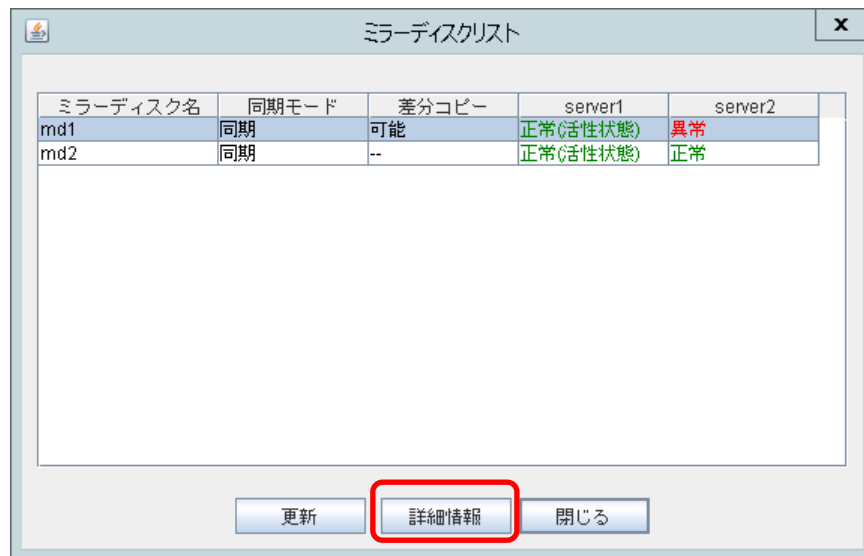 ミラーディスクリスト x
ミラーディスク名 同期モード 差分コピー server1 server2
md1 同期 可能 正常(活性状態) 異常
md2 同期 -- 正常(活性状態) 正常
更新 詳細情報 閉じる